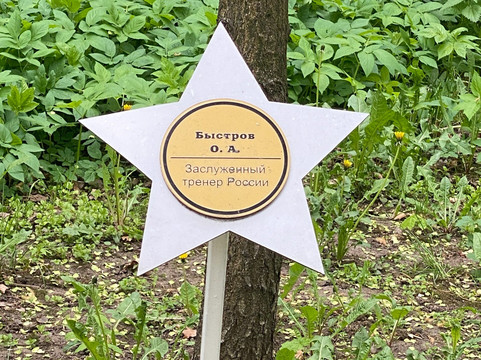 Быстров
О. А.
Заслуженный
тренер России